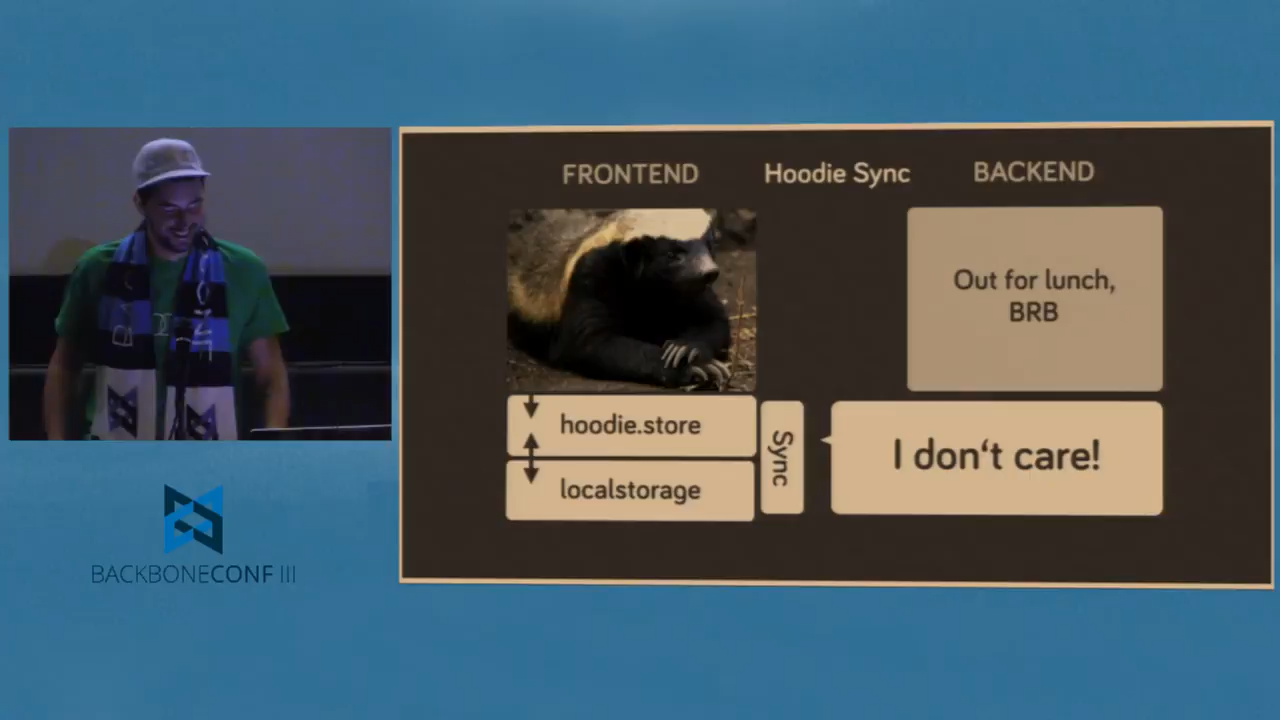 FRONTEND
Hoodie Sync
BACKEND
Out for lunch,
BRB
hoodie.store
Sync
I don‘t care!
localstorage
BACKBONECONF III